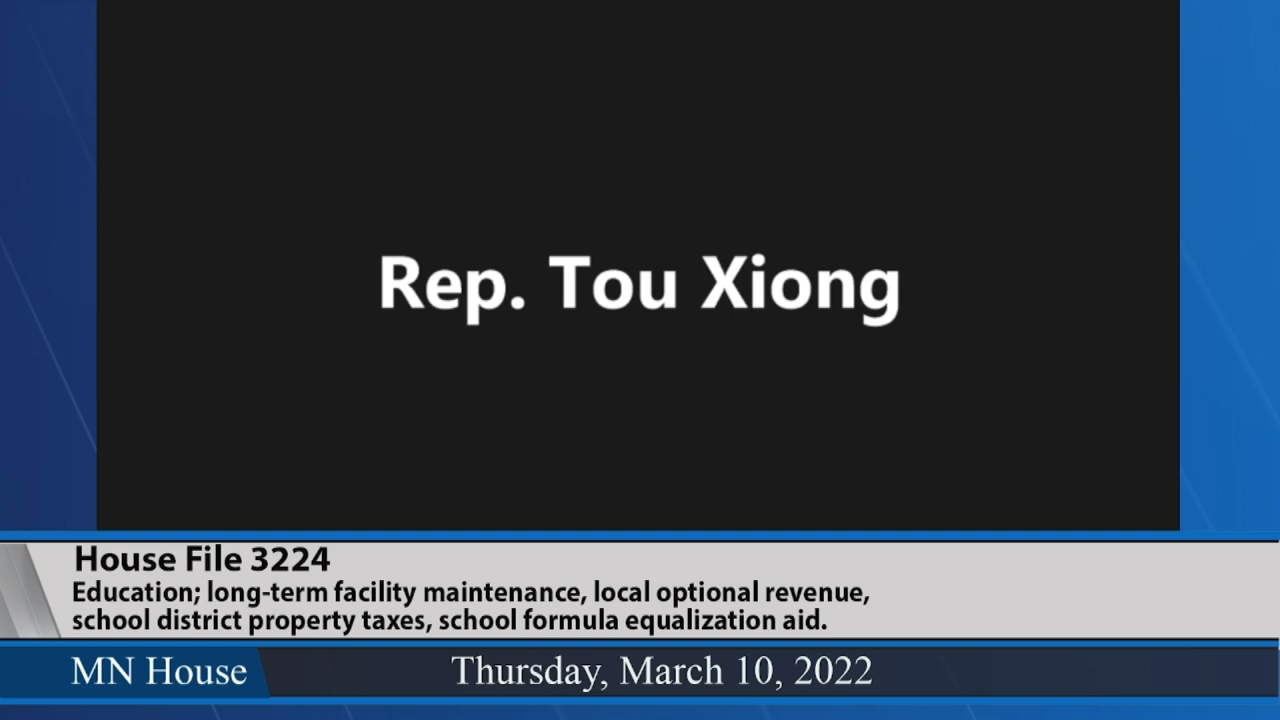 Rep. Tou Xiong
House File 3224
Education; long-term facility maintenance, local optional revenue,
school district property taxes, school formula equalization aid.
MN House
Thursday, March 10, 2022